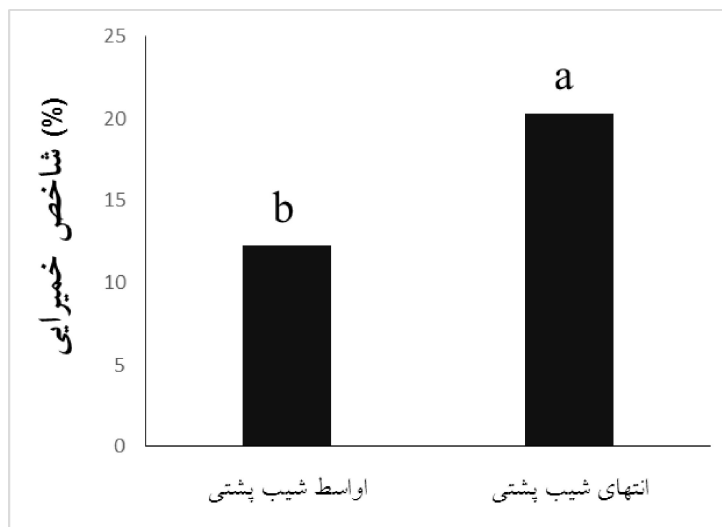 شاخص خمیرایی (%)
25
20
15
10
5
0
b
a
اواسط شیب پشتی
انتهای شیب پشتی